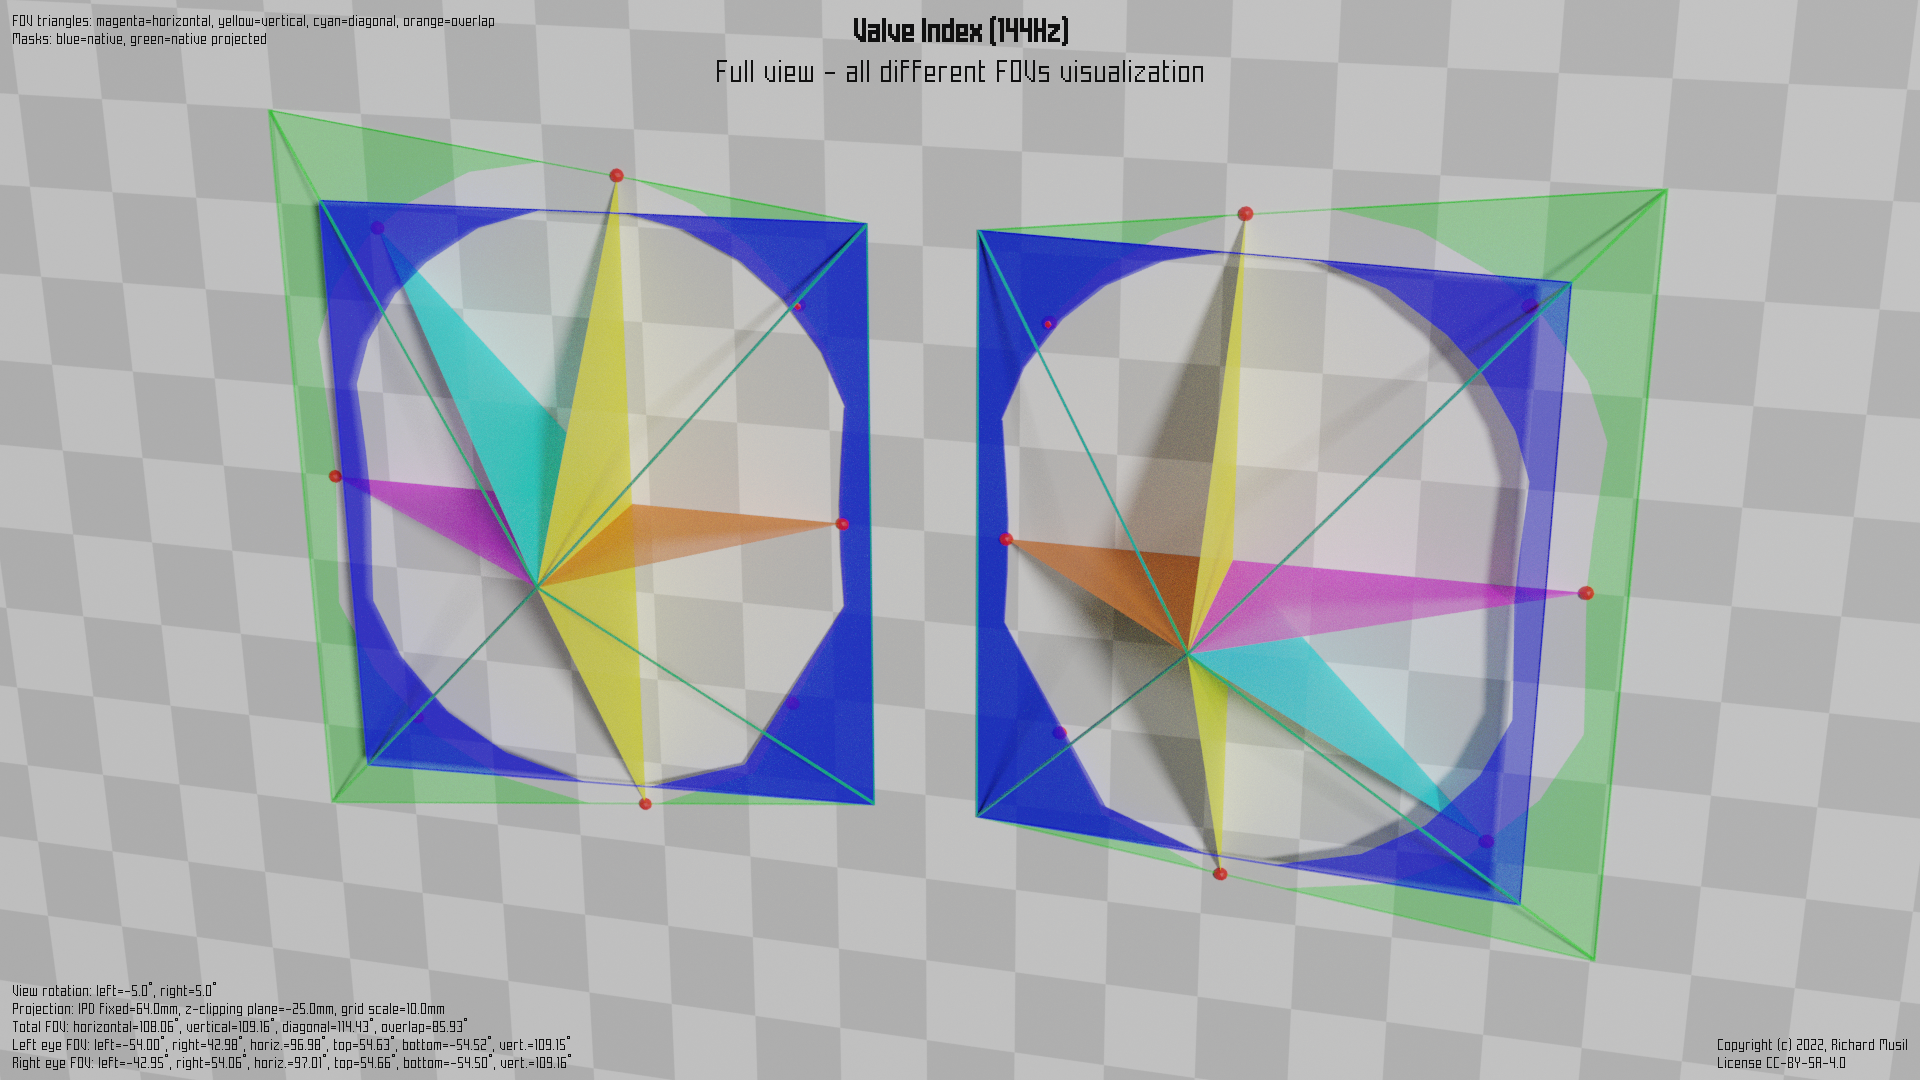 FOV triangles: magenta=horizontal, yellow=vertical, cyan=diagonal, orange=overlap
Masks: blue=native, green=native projected
Valve Index (144Hz)
Full view - all different FOVs visualization
View rotation: left=-5.0°, right=5.0°
Projection: IPD fixed=64.0mm, z-clipping plane=-25.0mm, grid scale=10.0mm
Total FOV: horizontal=108.06°, vertical=109.16°, diagonal=114.43°, overlap=85.93°
Left eye FOV: left=-54.00°, right=42.98°, horiz.=96.98°, top=54.63°, bottom=-54.52°, vert.=109.15°
Right eye FOV: left=-42.95°, right=54.06°, horiz.=97.01°, top=54.66°, bottom=-54.50°, vert.=109.16°
Copyright (c) 2022, Richard Musil
License CC-BY-SA-4.0